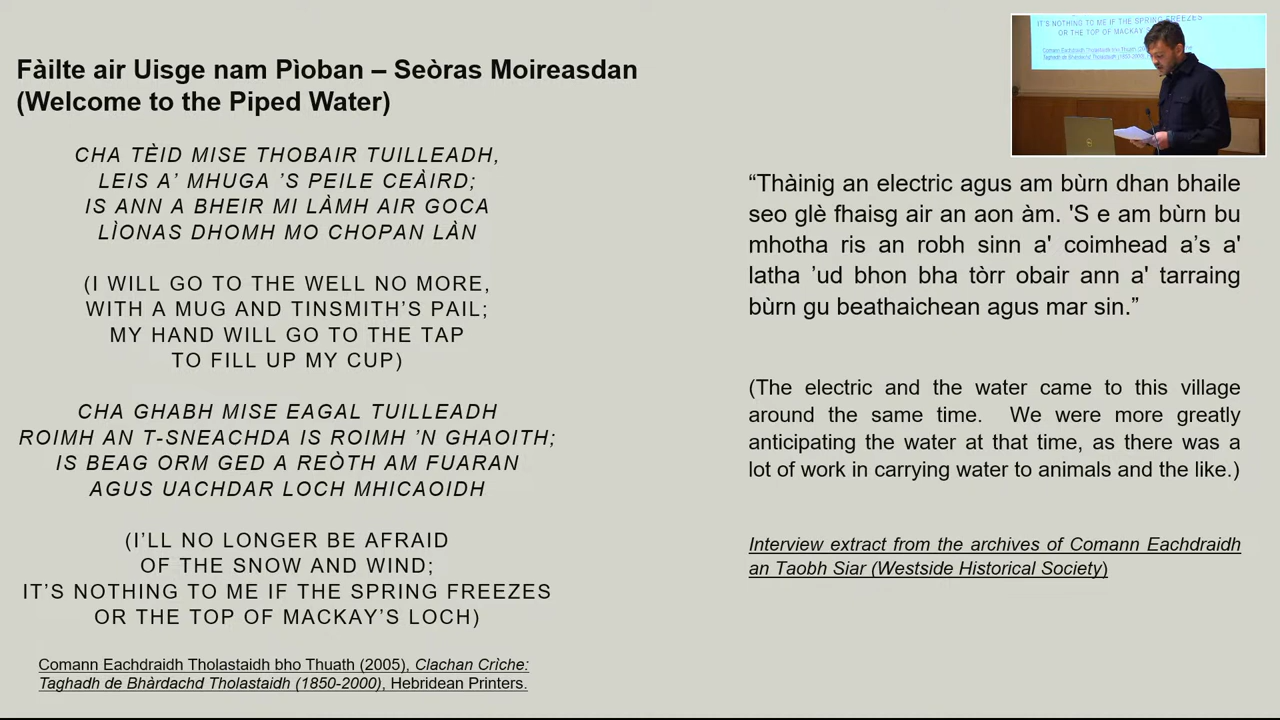 Fàilte air Uisge nam Pìoban – Seòras Moireasdan
(Welcome to the Piped Water)
CHA TÈID MISE THOBAIR TUILLEADH,
LEIS A’ MHUGA ’S PEILE CEÀIRD;
IS ANN A BHEIR MI LÀMH AIR GOCA
LÌONAS DHOMH MO CHOPAN LÀN
(I WILL GO TO THE WELL NO MORE,
WITH A MUG AND TINSMITH’S PAIL;
MY HAND WILL GO TO THE TAP
TO FILL UP MY CUP)
CHA GHABH MISE EAGAL TUILLEADH
ROIMH AN T-SNEACHDA IS ROIMH ’N GHAOITH;
IS BEAG ORM GED A REÒTH AM FUARAN
AGUS UACHDAR LOCH MHICAOIDH
(I’LL NO LONGER BE AFRAID
OF THE SNOW AND WIND;
IT’S NOTHING TO ME IF THE SPRING FREEZES
OR THE TOP OF MACKAY’S LOCH)
Comann Eachdraidh Tholastaidh bho Thuath (2005), Clachan Crìche:
Taghadh de Bhàrdachd Tholastaidh (1850-2000), Hebridean Printers.
“Thàinig an electric agus am bùrn dhan bhaile
seo glè fhaisg air an aon àm. 'S e am bùrn bu
mhotha ris an robh sinn a' coimhead a’s a'
latha ’ud bhon bha tòrr obair ann a' tarraing
bùrn gu beathaichean agus mar sin.”
(The electric and the water came to this village
around the same time. We were more greatly
anticipating the water at that time, as there was a
lot of work in carrying water to animals and the like.)
Interview extract from the archives of Comann Eachdraidh
an Taobh Siar (Westside Historical Society)
IT'S NOTHING TO ME IF THE SPRING FREEZES
OR THE TOP OF MACKAY'S